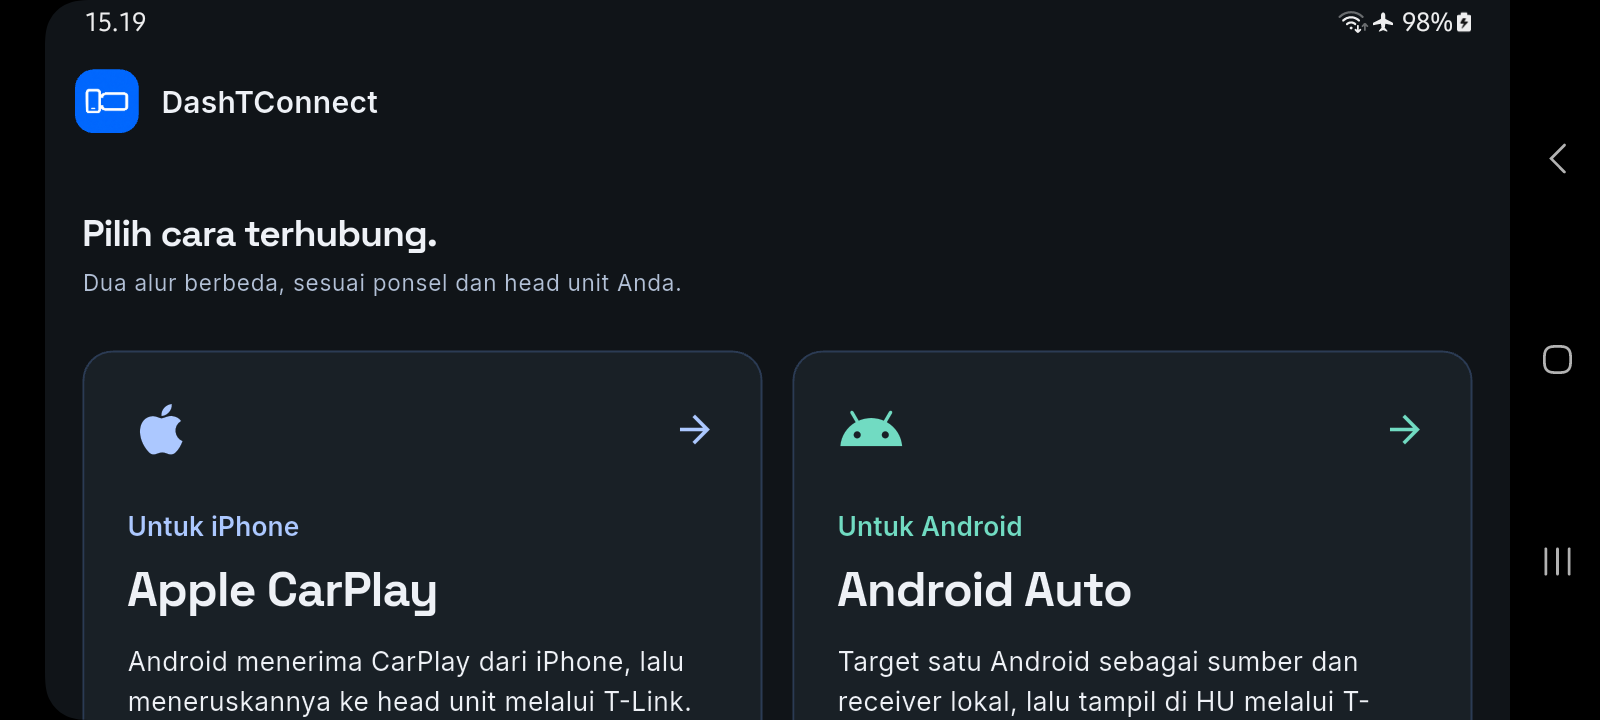 15.19
98%
DashTConnect
Pilih cara terhubung.
Dua alur berbeda, sesuai ponsel dan head unit Anda.
Untuk iPhone
Apple CarPlay
Android menerima CarPlay dari iPhone, lalu
meneruskannya ke head unit melalui T-Link.
Untuk Android
Android Auto
Target satu Android sebagai sumber dan
receiver lokal, lalu tampil di HU melalui T-